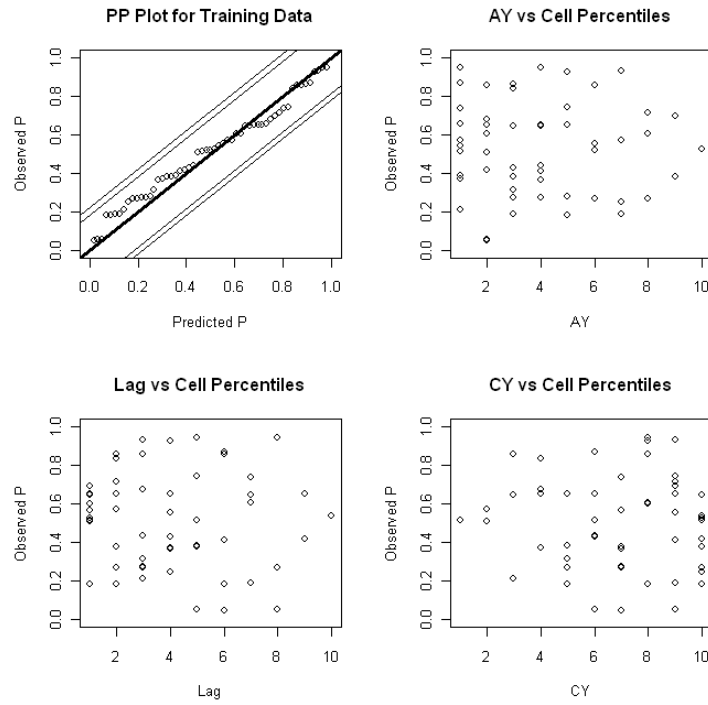 PP Plot for Training Data
Observed P
0.0 0.2 0.4 0.6 0.8 1.0
0.0 0.2 0.4 0.6 0.8 1.0
Predicted P
AY vs Cell Percentiles
Observed P
0.0 0.2 0.4 0.6 0.8 1.0
2 4 6 8 10
AY
Lag vs Cell Percentiles
Observed P
0.0 0.2 0.4 0.6 0.8 1.0
2 4 6 8 10
Lag
CY vs Cell Percentiles
Observed P
0.0 0.2 0.4 0.6 0.8 1.0
2 4 6 8 10
CY